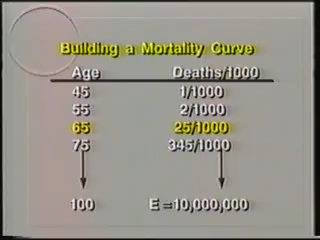 Building a Mortality Curve
Age Deaths/1000
45 1/1000
55 2/1000
65 25/1000
75 345/1000
100 E=10,000,000